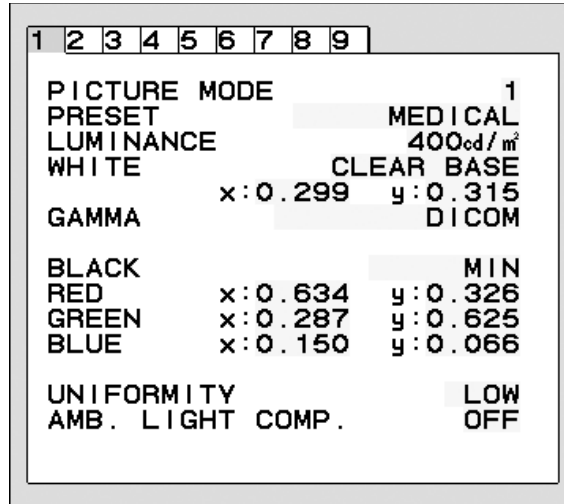 1 2 3 4 5 6 7 8 9
PICTURE MODE 1
PRESET MEDICAL
LUMINANCE 400cd/㎡
WHITE CLEAR BASE
x:0.299 y:0.315
GAMMA DICOM
BLACK MIN
RED x:0.634 y:0.326
GREEN x:0.287 y:0.625
BLUE x:0.150 y:0.066
UNIFORMITY LOW
AMB. LIGHT COMP. OFF